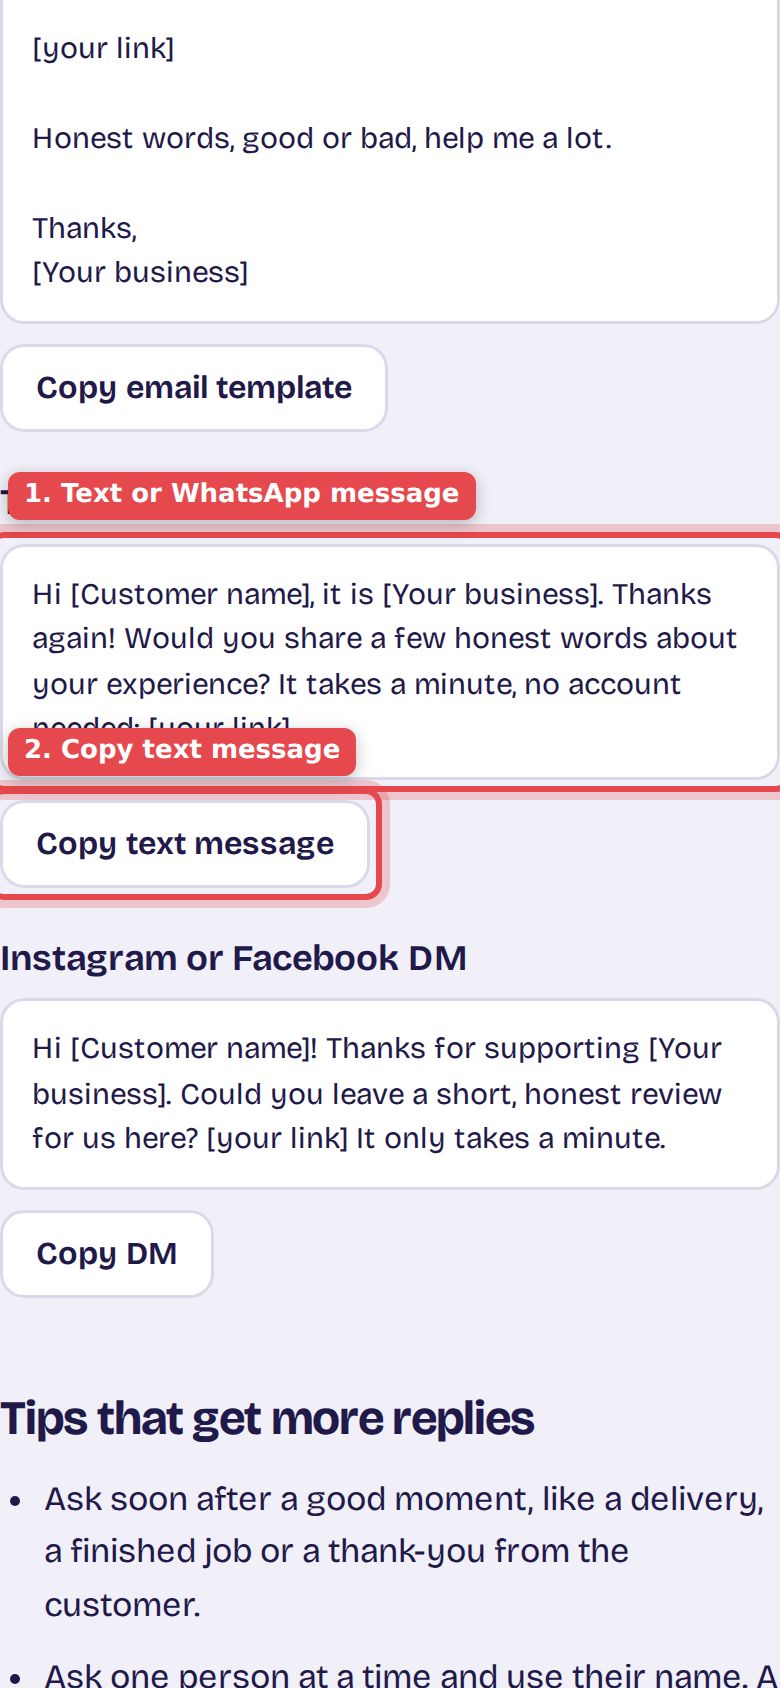 [your link]
Honest words, good or bad, help me a lot.
Thanks,
[Your business]
Copy email template
1. Text or WhatsApp message
Hi [Customer name], it is [Your business]. Thanks
again! Would you share a few honest words about
your experience? It takes a minute, no account
needed: [your link]
2. Copy text message
Copy text message
Instagram or Facebook DM
Hi [Customer name]! Thanks for supporting [Your
business]. Could you leave a short, honest review
for us here? [your link] It only takes a minute.
Copy DM
Tips that get more replies
• Ask soon after a good moment, like a delivery,
a finished job or a thank-you from the
customer.
• Ask one person at a time and use their name. A